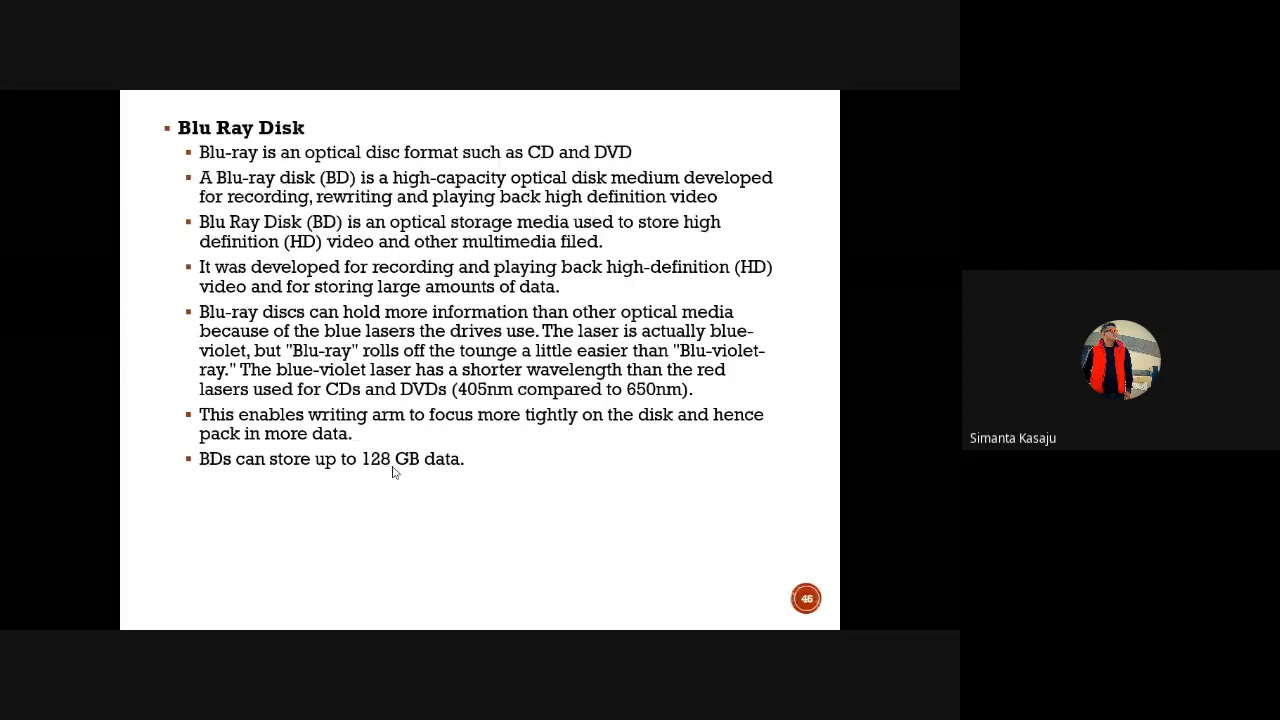 Blu Ray Disk
Blu-ray is an optical disc format such as CD and DVD
A Blu-ray disk (BD) is a high-capacity optical disk medium developed
for recording, rewriting and playing back high definition video
Blu Ray Disk (BD) is an optical storage media used to store high
definition (HD) video and other multimedia filed.
It was developed for recording and playing back high-definition (HD)
video and for storing large amounts of data.
Blu-ray discs can hold more information than other optical media
because of the blue lasers the drives use. The laser is actually blue-
violet, but "Blu-ray" rolls off the tounge a little easier than "Blu-violet-
ray." The blue-violet laser has a shorter wavelength than the red
lasers used for CDs and DVDs (405nm compared to 650nm).
This enables writing arm to focus more tightly on the disk and hence
pack in more data.
BDs can store up to 128 GB data.
46
Simanta Kasaju